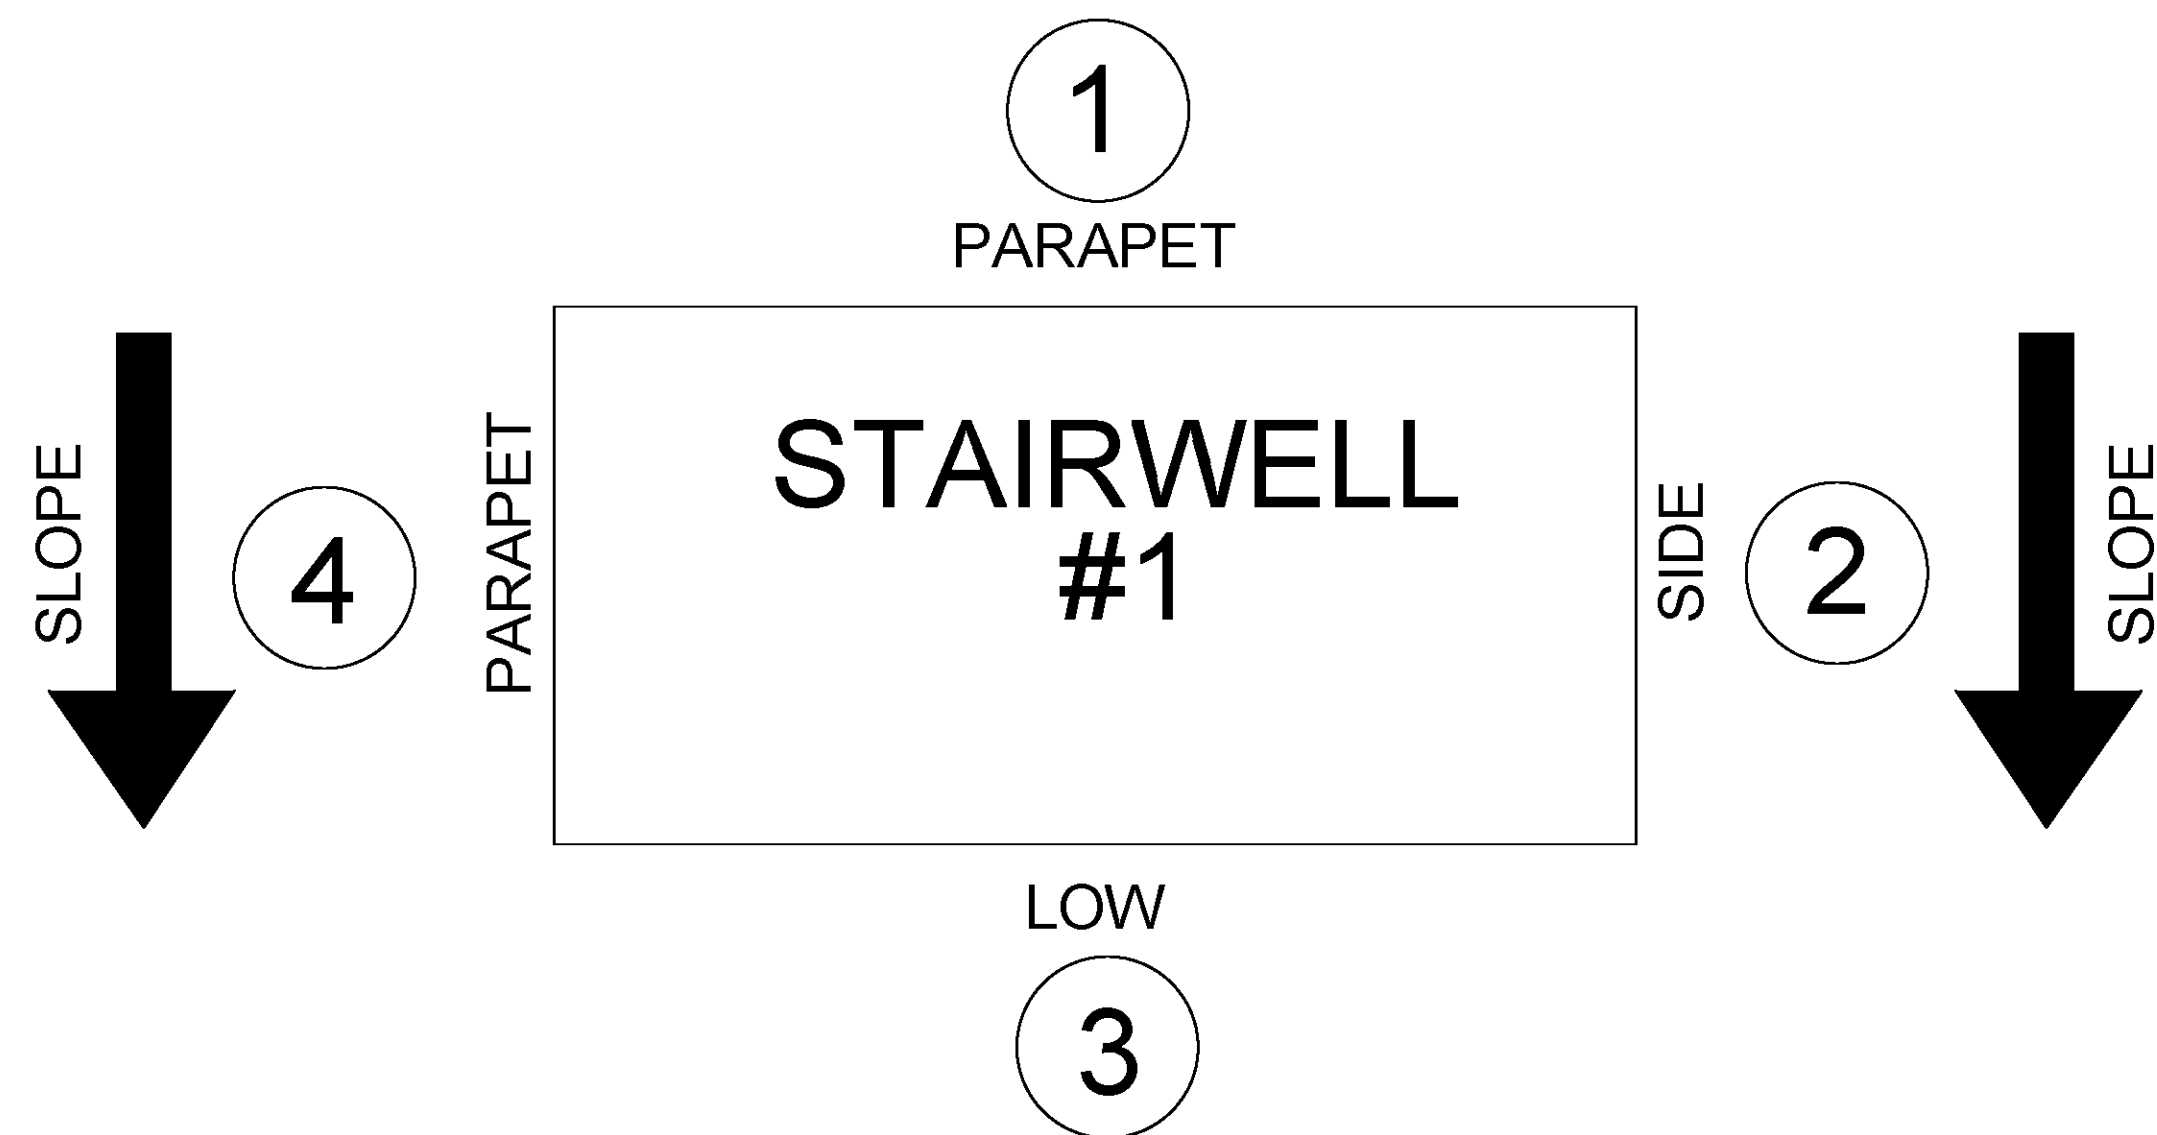 1
PARAPET
SLOPE
4
PARAPET
STAIRWELL
#1
SIDE
2
SLOPE
LOW
3